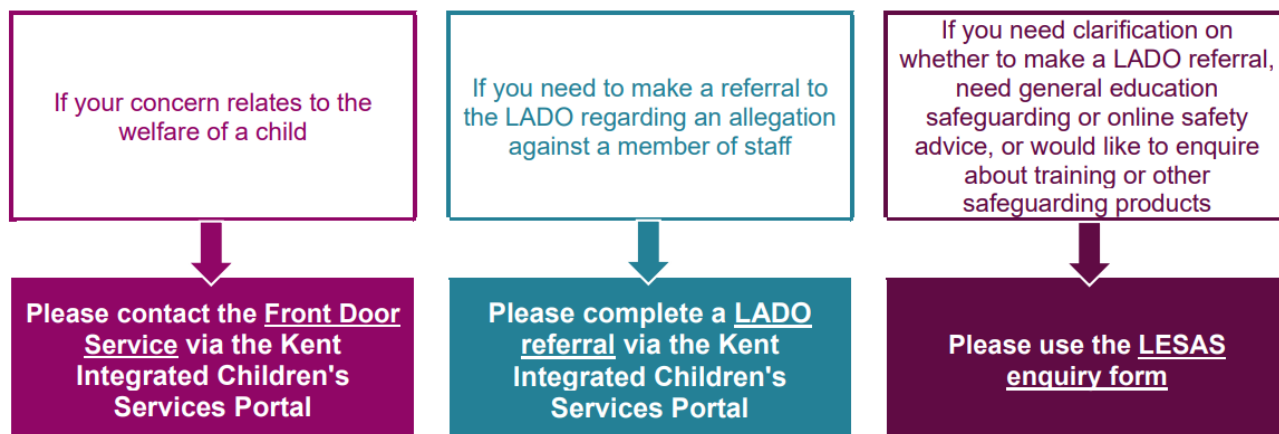 If your concern relates to the
welfare of a child
Please contact the Front Door
Service via the Kent
Integrated Children's
Services Portal
If you need to make a referral to
the LADO regarding an allegation
against a member of staff
Please complete a LADO
referral via the Kent
Integrated Children's
Services Portal
If you need clarification on
whether to make a LADO referral,
need general education
safeguarding or online safety
advice, or would like to enquire
about training or other
safeguarding products
Please use the LESAS
enquiry form